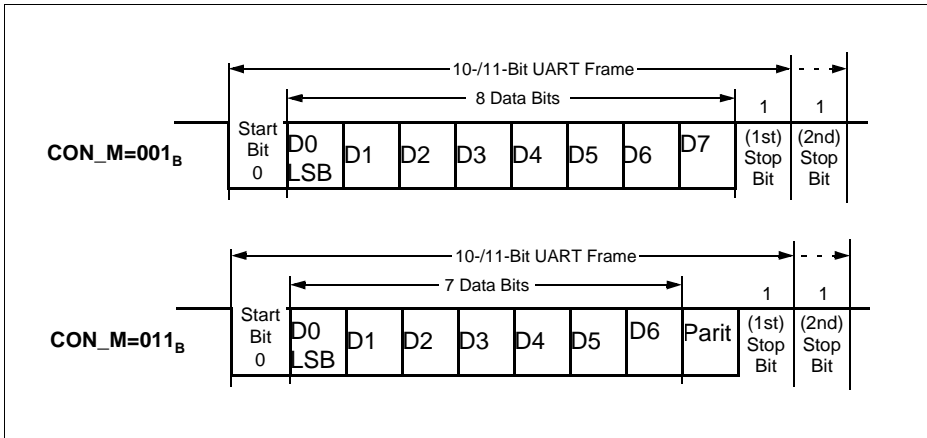 10-/11-Bit UART Frame
8 Data Bits
1 1
CON_M=001B
Start Bit 0
D0 LSB
D1
D2
D3
D4
D5
D6
D7
(1st) Stop Bit
(2nd) Stop Bit
10-/11-Bit UART Frame
7 Data Bits
1 1
CON_M=011B
Start Bit 0
D0 LSB
D1
D2
D3
D4
D5
D6
Parit
(1st) Stop Bit
(2nd) Stop Bit